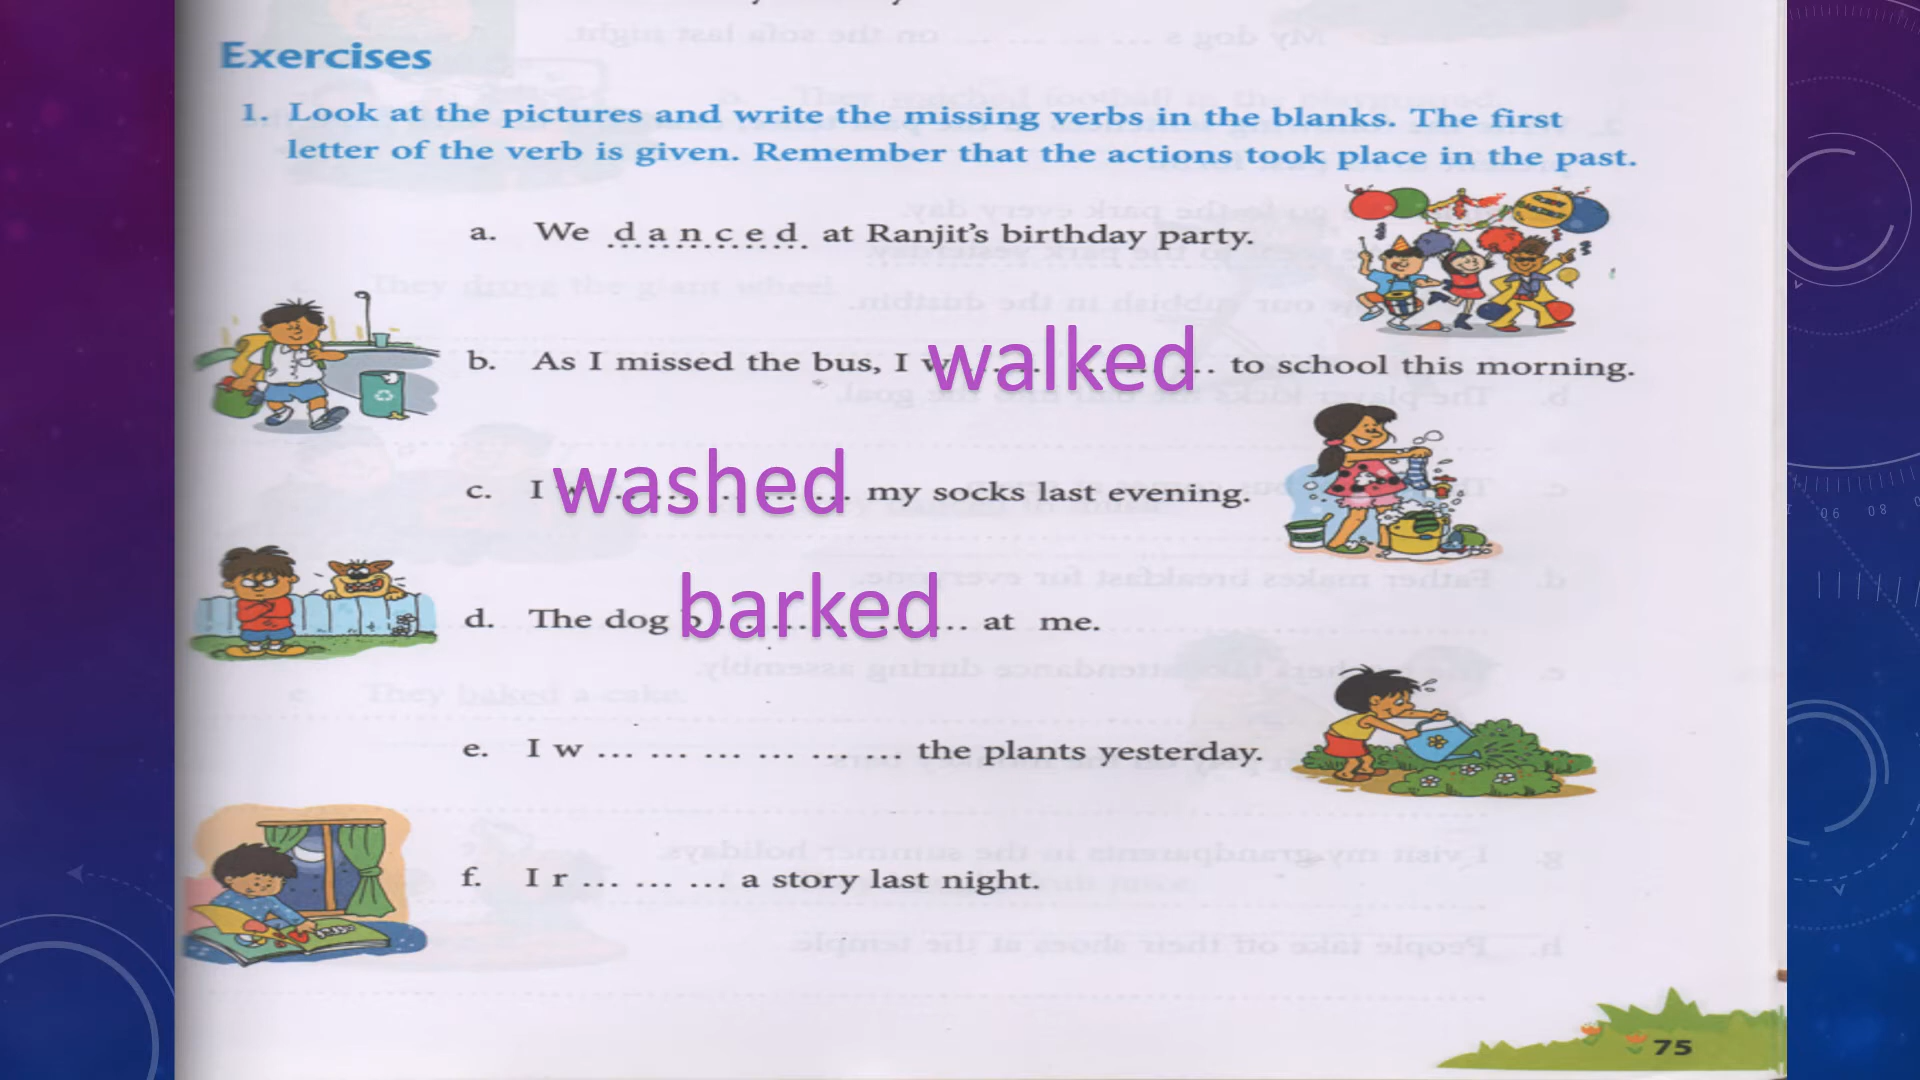 Exercises
1. Look at the pictures and write the missing verbs in the blanks. The first
letter of the verb is given. Remember that the actions took place in the past.
a. We d a n c e d at Ranjit's birthday party.
b. As I missed the bus, I walked to school this morning.
c. I washed my socks last evening.
d. The dog barked at me.
e. I w ... ... ... ... ... ... the plants yesterday.
f. I r ... ... ... a story last night.
75